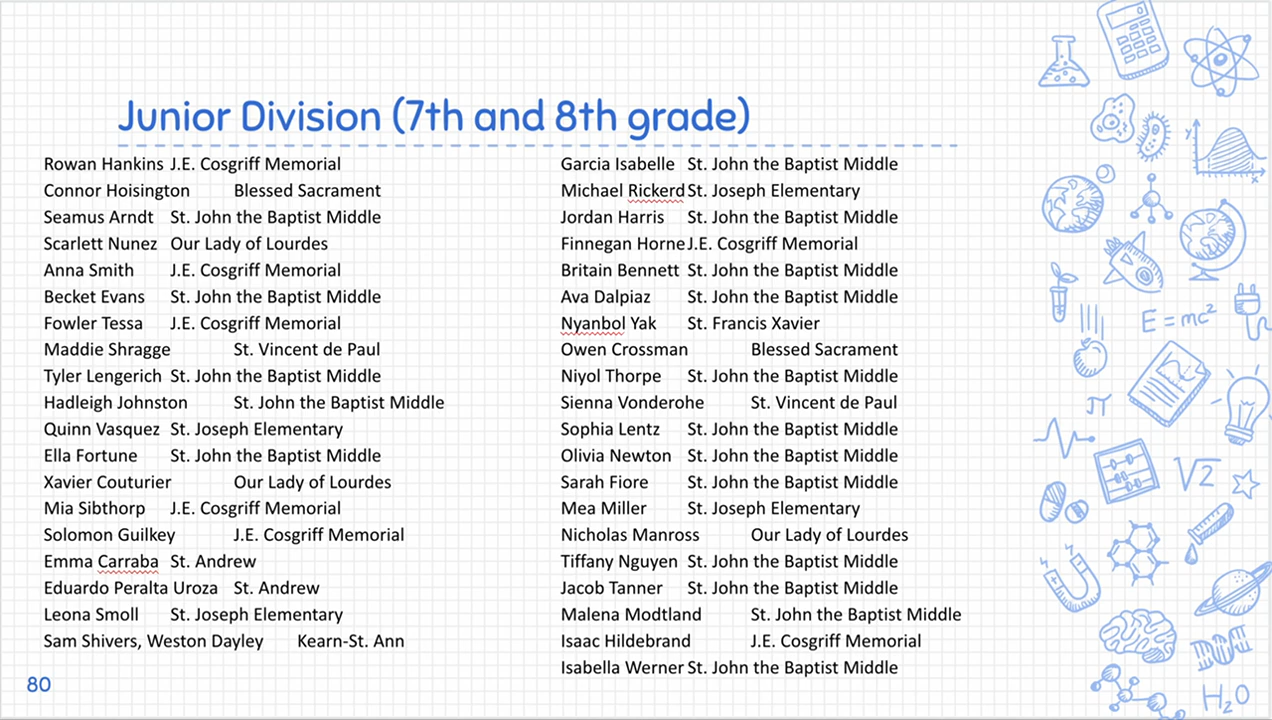 Junior Division (7th and 8th grade)
Rowan Hankins J.E. Cosgriff Memorial
Connor Hoisington Blessed Sacrament
Seamus Arndt St. John the Baptist Middle
Scarlett Nunez Our Lady of Lourdes
Anna Smith J.E. Cosgriff Memorial
Becket Evans St. John the Baptist Middle
Fowler Tessa J.E. Cosgriff Memorial
Maddie Shragge St. Vincent de Paul
Tyler Lengerich St. John the Baptist Middle
Hadleigh Johnston St. John the Baptist Middle
Quinn Vasquez St. Joseph Elementary
Ella Fortune St. John the Baptist Middle
Xavier Couturier Our Lady of Lourdes
Mia Sibthorp J.E. Cosgriff Memorial
Solomon Guilkey J.E. Cosgriff Memorial
Emma Carraba St. Andrew
Eduardo Peralta Uroza St. Andrew
Leona Smoll St. Joseph Elementary
Sam Shivers, Weston Dayley Kearn-St. Ann
Garcia Isabelle St. John the Baptist Middle
Michael Rickerd St. Joseph Elementary
Jordan Harris St. John the Baptist Middle
Finnegan Horne J.E. Cosgriff Memorial
Britain Bennett St. John the Baptist Middle
Ava Dalpiaz St. John the Baptist Middle
Nyanbol Yak St. Francis Xavier
Owen Crossman Blessed Sacrament
Niyol Thorpe St. John the Baptist Middle
Sienna Vonderohe St. Vincent de Paul
Sophia Lentz St. John the Baptist Middle
Olivia Newton St. John the Baptist Middle
Sarah Fiore St. John the Baptist Middle
Mea Miller St. Joseph Elementary
Nicholas Manross Our Lady of Lourdes
Tiffany Nguyen St. John the Baptist Middle
Jacob Tanner St. John the Baptist Middle
Malena Modtland St. John the Baptist Middle
Isaac Hildebrand J.E. Cosgriff Memorial
Isabella Werner St. John the Baptist Middle
80
y
x
E=mc²
π
√2
H₂O